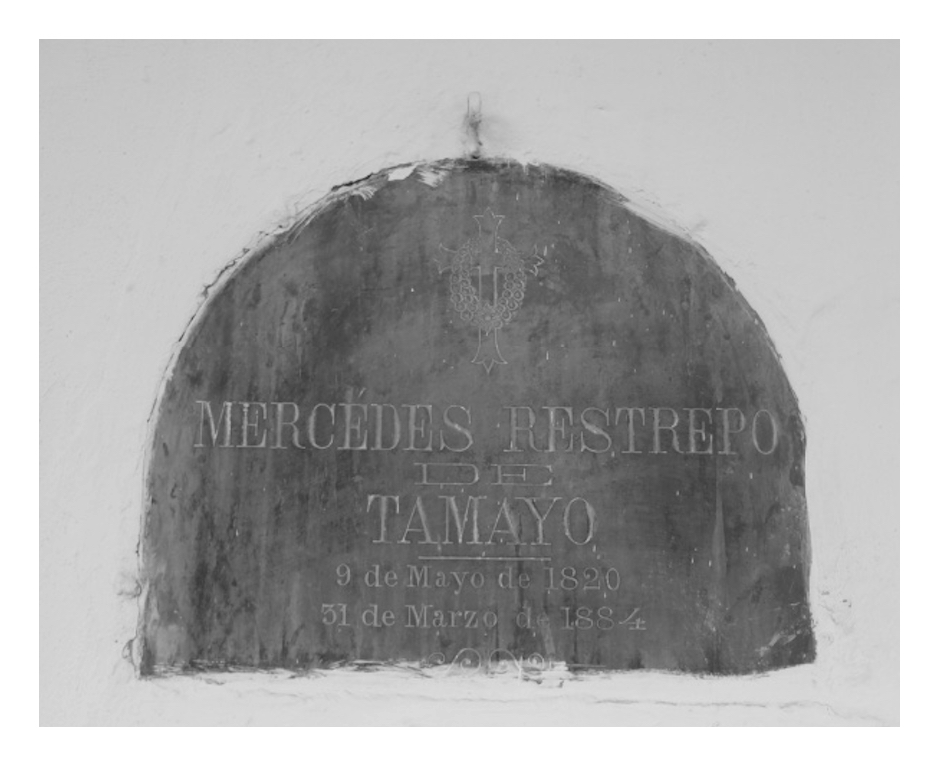 MERCÉDES RESTREPO
DE
TAMAYO
9 de Mayo de 1820
31 de Marzo de 1884